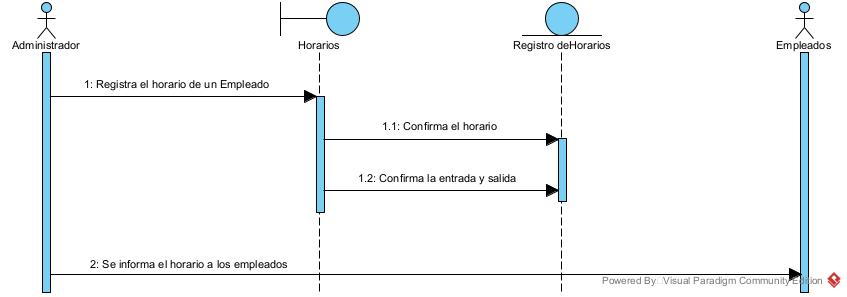 Administrador
Horarios
Registro deHorarios
Empleados
1: Registra el horario de un Empleado
1.1: Confirma el horario
1.2: Confirma la entrada y salida
2: Se informa el horario a los empleados
Powered By Visual Paradigm Community Edition